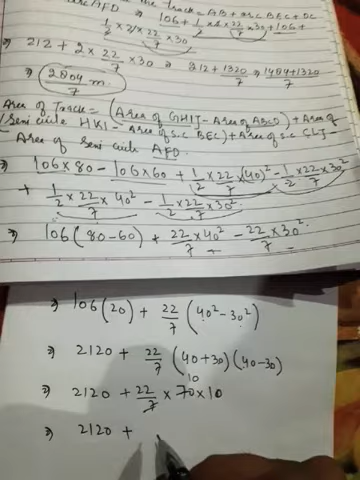 the Track = AB + arc BEC + DC
arc AFD ⇒ 106 + 1/2 × 2 × 22/7 × 30 + 106 +
1/2 × 2 × 22/7 × 30
⇒ 212 + 2 × 22/7 × 30 ⇒ 212 + 1320/7 ⇒ 1484+1320/7
⇒ 2804/7 m.
Area of Track = (Area of GHIJ - Area of ABCD) + Area of
Semi circle HKI - Area of S.C BEC) + Area of S.C GLJ -
Area of Semi circle AFD.
⇒ 106 × 80 - 106 × 60 + 1/2 × 22/7 × (40)² - 1/2 × 22/7 × 30²
+ 1/2 × 22/7 × 40² - 1/2 × 22/7 × 30²
⇒ 106 (80-60) + 22/7 × 40² - 22/7 × 30²
⇒ 106 (20) + 22/7 (40² - 30²)
⇒ 2120 + 22/7 (40+30) (40-30)
10
⇒ 2120 + 22/7 × 70 × 10
⇒ 2120 +